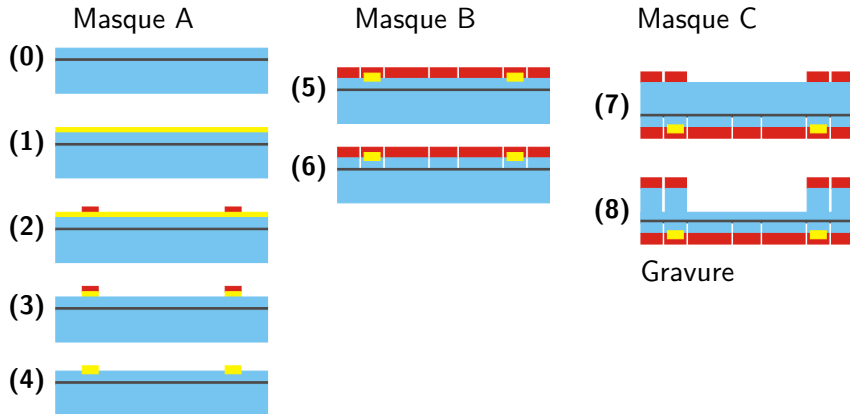 Masque A
(0)
(1)
(2)
(3)
(4)
Masque B
(5)
(6)
Masque C
(7)
(8)
Gravure